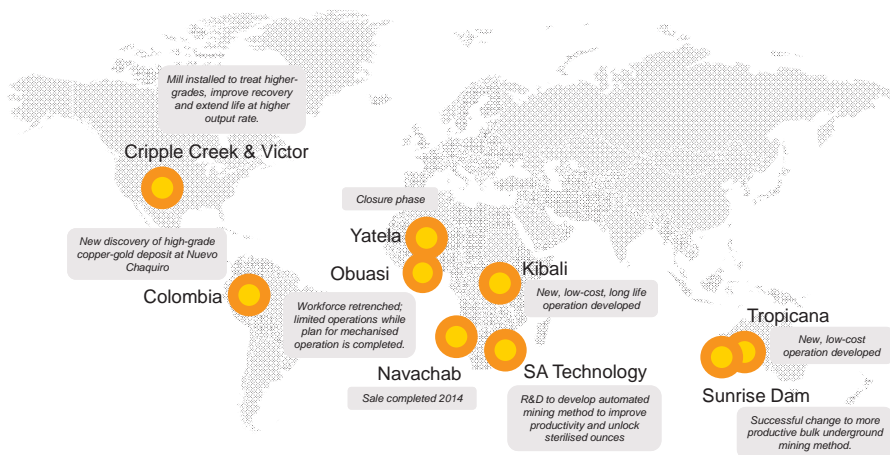 Mill installed to treat higher-
grades, improve recovery
and extend life at higher
output rate.
Cripple Creek & Victor
Closure phase
Yatela
New discovery of high-grade
copper-gold deposit at Nuevo
Chaquiro
Colombia
Obuasi
Workforce retrenched;
limited operations while
plan for mechanised
operation is completed.
Kibali
New, low-cost, long life
operation developed
Navachab
Sale completed 2014
SA Technology
R&D to develop automated
mining method to improve
productivity and unlock
sterilised ounces
Tropicana
New, low-cost
operation developed
Sunrise Dam
Successful change to more
productive bulk underground
mining method.